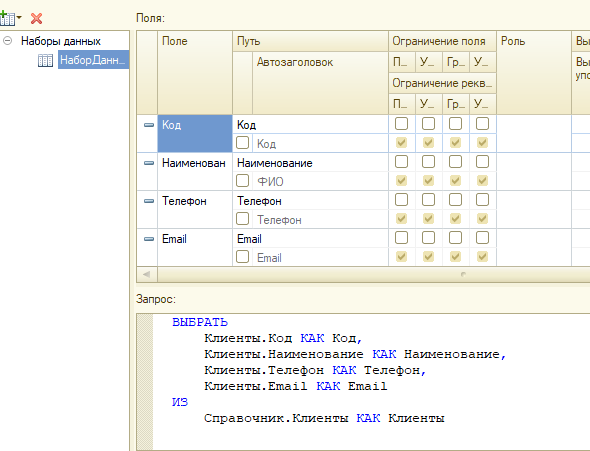 Поля:
Наборы данных
НаборДанн...
Поле Путь Ограничение поля Роль Вы
Автозаголовок П... У... Гр... У... Вы
упо
Ограничение рекв...
П... У... Гр... У...
Код Код
Код
Наименован Наименование
ФИО
Телефон Телефон
Телефон
Email Email
Email
Запрос:
ВЫБРАТЬ
Клиенты.Код КАК Код,
Клиенты.Наименование КАК Наименование,
Клиенты.Телефон КАК Телефон,
Клиенты.Email КАК Email
ИЗ
Справочник.Клиенты КАК Клиенты